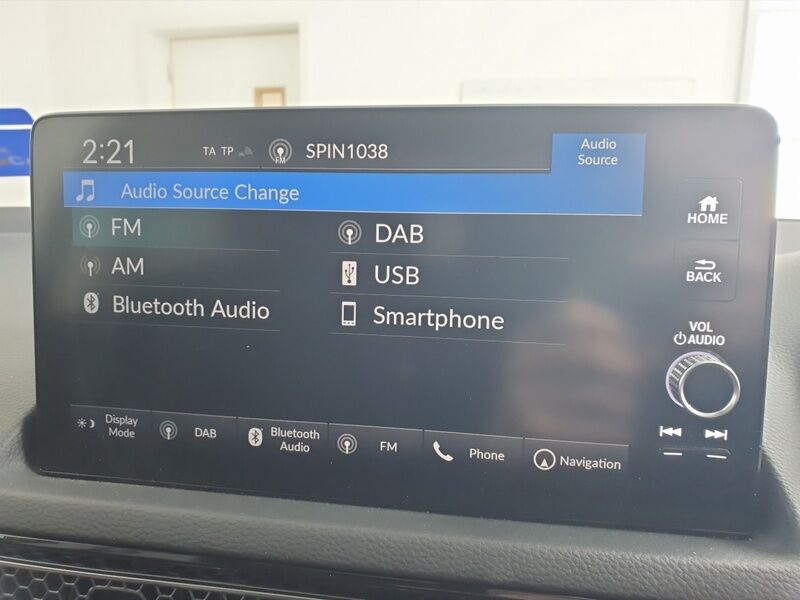 2:21 TA TP FM SPIN1038 Audio
Source
Audio Source Change
FM DAB
AM USB
Bluetooth Audio Smartphone
HOME
BACK
VOL
AUDIO
Display
Mode
DAB
Bluetooth
Audio
FM
Phone
Navigation